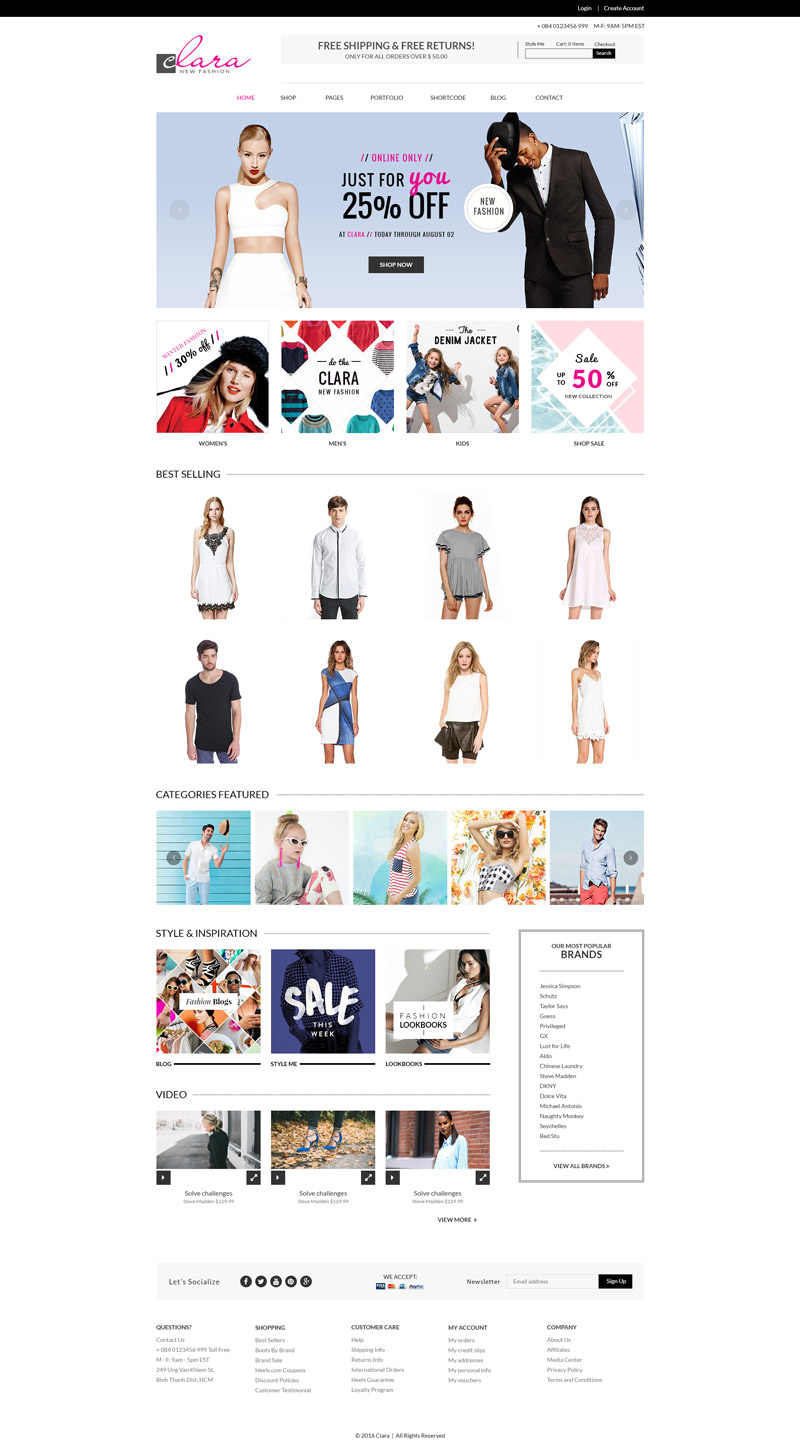 Login | Create Account
+ 084 0123456 999 M-F: 9AM-5PM EST
clara
NEW FASHION
FREE SHIPPING & FREE RETURNS!
ONLY FOR ALL ORDERS OVER $ 50.00
Style Me Cart: 0 Items Checkout
Search
HOME SHOP PAGES PORTFOLIO SHORTCODE BLOG CONTACT
// ONLINE ONLY //
JUST FOR you
25% OFF
AT CLARA // TODAY THROUGH AUGUST 02
SHOP NOW
NEW
FASHION
WINTER FASHION
// 30% off //
WOMEN'S
do the
CLARA
NEW FASHION
MEN'S
The
DENIM JACKET
KIDS
Sale
UP TO 50 % OFF
NEW COLLECTION
SHOP SALE
BEST SELLING
CATEGORIES FEATURED
STYLE & INSPIRATION
Fashion Blogs
BLOG
SALE
THIS
WEEK
STYLE ME
FASHION
LOOKBOOKS
LOOKBOOKS
OUR MOST POPULAR
BRANDS
Jessica Simpson
Schutz
Taylor Says
Guess
Privileged
GX
Lust for Life
Aldo
Chinese Laundry
Steve Madden
DKNY
Dolce Vita
Michael Antonio
Naughty Monkey
Seychelles
Bed Stu
VIEW ALL BRANDS »
VIDEO
Solve challenges
Steve Madden $129.99
Solve challenges
Steve Madden $129.99
Solve challenges
Steve Madden $129.99
VIEW MORE »
Let's Socialize
WE ACCEPT:
VISA
PayPal
Newsletter
Email address
Sign Up
QUESTIONS?
Contact Us
+ 084 0123456 999 Toll Free
M - F: 9am - 5pm EST
249 Ung Van Khiem St,
Binh Thanh Dist, HCM
SHOPPING
Best Sellers
Boots By Brand
Brand Sale
Heels.com Coupons
Discount Policies
Customer Testimonial
CUSTOMER CARE
Help
Shipping Info
Returns Info
International Orders
Heels Guarantee
Loyalty Program
MY ACCOUNT
My orders
My credit slips
My addresses
My personal info
My vouchers
COMPANY
About Us
Affiliates
Media Center
Privacy Policy
Terms and Conditions
© 2016 Clara | All Rights Reserved